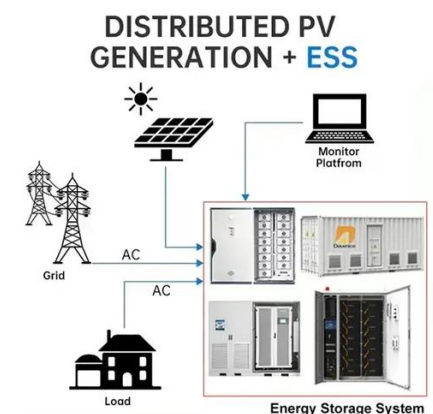 DISTRIBUTED PV
GENERATION + ESS
Monitor
Platfrom
AC
Grid
AC
Load
Energy Storage System